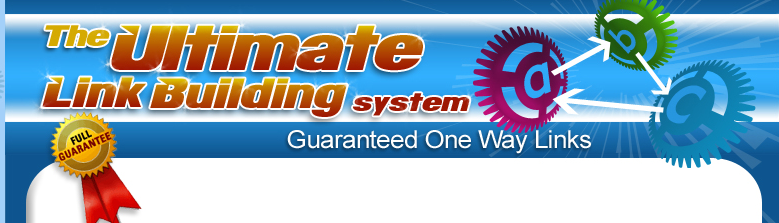 The Ultimate
Link Building system
a
b
c
Guaranteed One Way Links
FULL
GUARANTEE